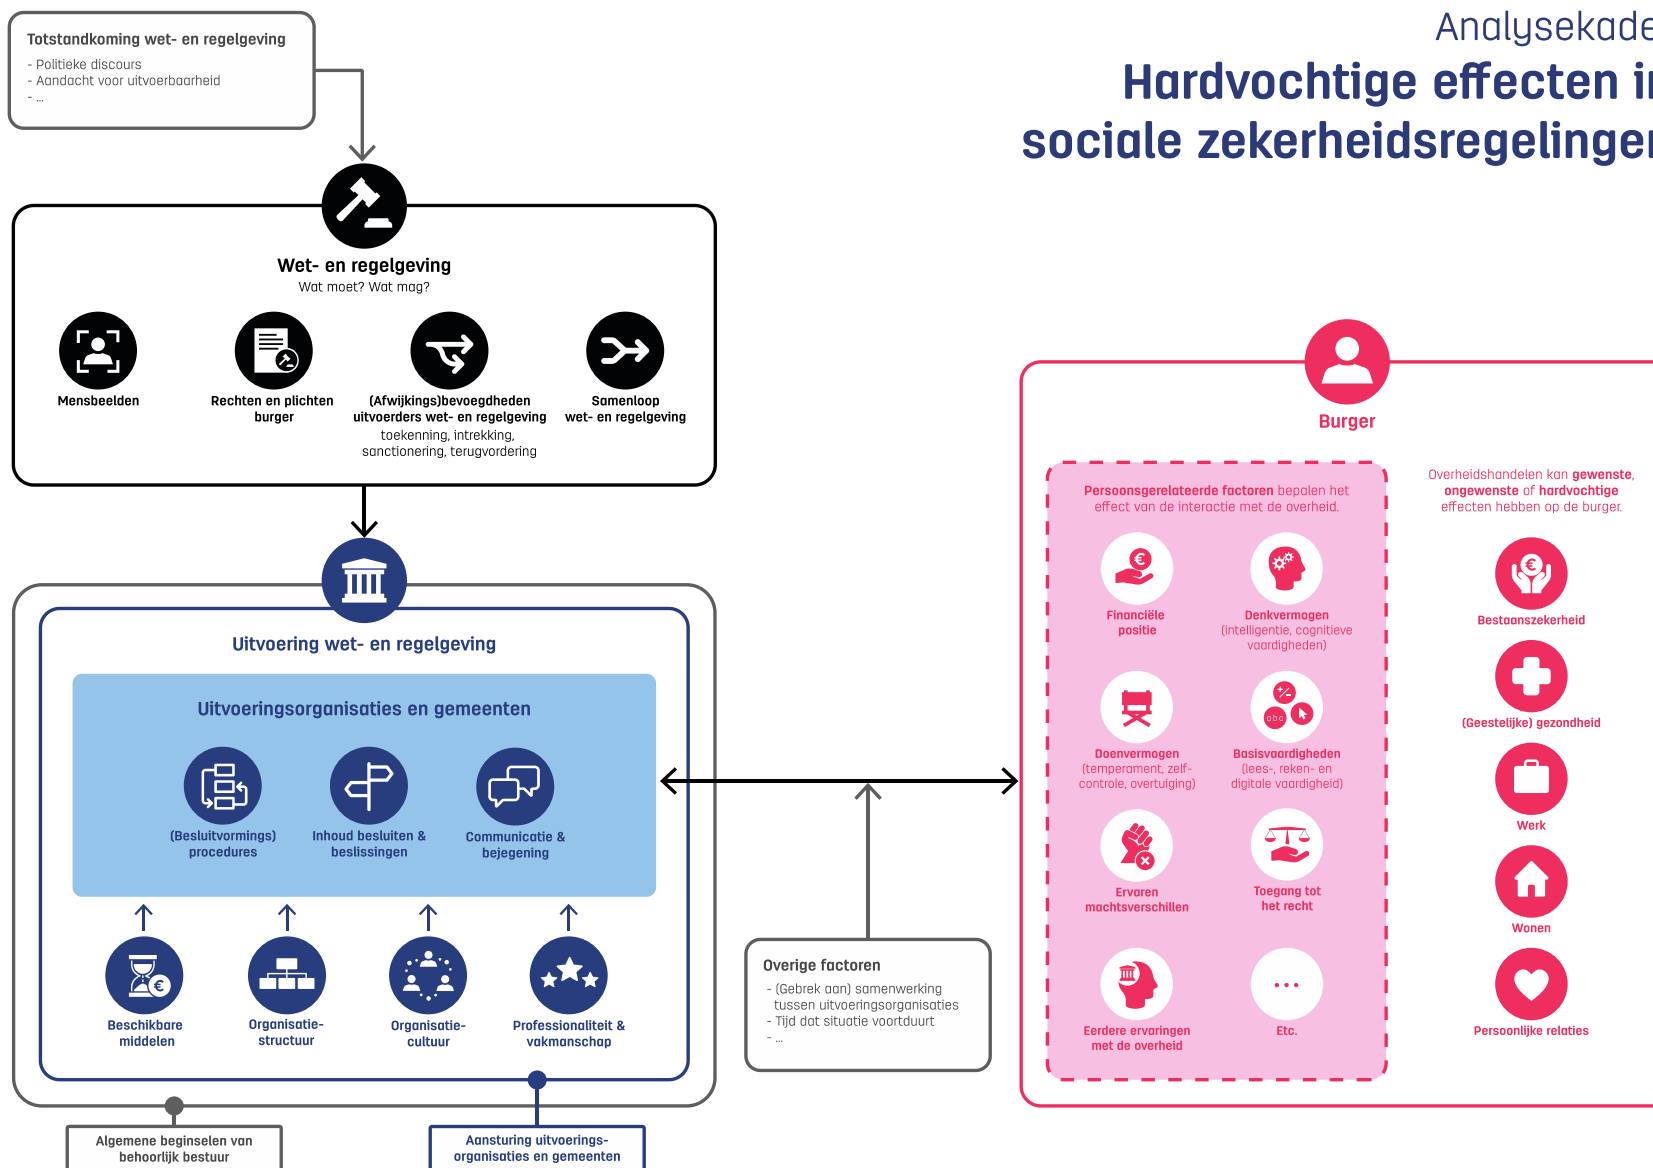 Analysekade
Hardvochtige effecten in
sociale zekerheidsregelingen
Totstandkoming wet- en regelgeving
- Politieke discours
- Aandacht voor uitvoerbaarheid
- ...
Wet- en regelgeving
Wat moet? Wat mag?
Mensbeelden
Rechten en plichten
burger
(Afwijkings)bevoegdheden
uitvoerders wet- en regelgeving
toekenning, intrekking,
sanctionering, terugvordering
Samenloop
wet- en regelgeving
Uitvoering wet- en regelgeving
Uitvoeringsorganisaties en gemeenten
(Besluitvormings)
procedures
Inhoud besluiten &
beslissingen
Communicatie &
bejegening
€
Beschikbare
middelen
Organisatie-
structuur
Organisatie-
cultuur
Professionaliteit &
vakmanschap
Algemene beginselen van
behoorlijk bestuur
Aansturing uitvoerings-
organisaties en gemeenten
Overige factoren
- (Gebrek aan) samenwerking
tussen uitvoeringsorganisaties
- Tijd dat situatie voortduurt
- ...
Burger
Persoonsgerelateerde factoren bepalen het
effect van de interactie met de overheid.
€
Financiële
positie
Denkvermogen
(intelligentie, cognitieve
vaardigheden)
Doenvermogen
(temperament, zelf-
controle, overtuiging)
+/-
abc
Basisvaardigheden
(lees-, reken- en
digitale vaardigheid)
Ervaren
machtsverschillen
Toegang tot
het recht
Eerdere ervaringen
met de overheid
...
Etc.
Overheidshandelen kan gewenste,
ongewenste of hardvochtige
effecten hebben op de burger.
€
Bestaanszekerheid
(Geestelijke) gezondheid
Werk
Wonen
Persoonlijke relaties